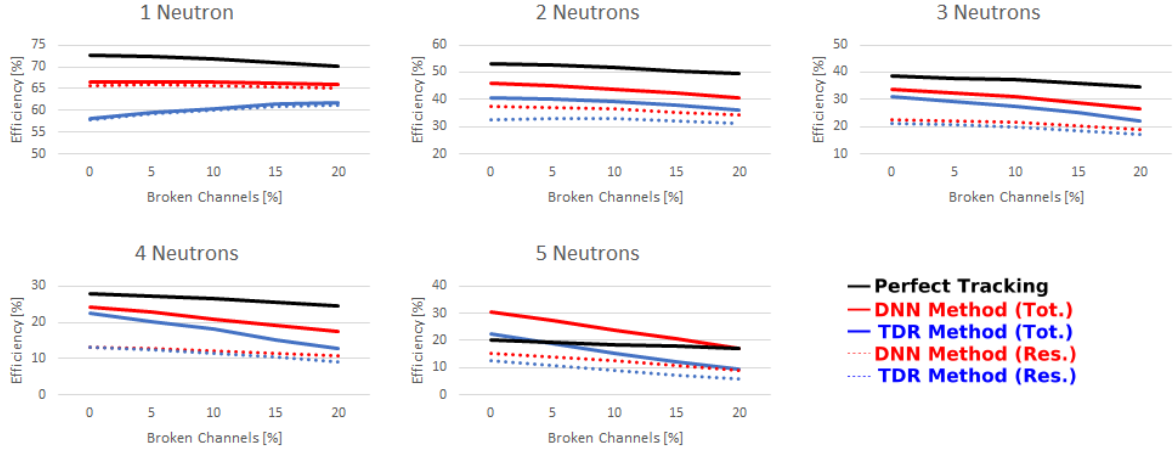 1 Neutron
75
70
65
60
55
50
Efficiency [%]
0 5 10 15 20
Broken Channels [%]
2 Neutrons
60
50
40
30
20
Efficiency [%]
0 5 10 15 20
Broken Channels [%]
3 Neutrons
50
40
30
20
10
Efficiency [%]
0 5 10 15 20
Broken Channels [%]
4 Neutrons
30
20
10
0
Efficiency [%]
0 5 10 15 20
Broken Channels [%]
5 Neutrons
40
30
20
10
0
Efficiency [%]
0 5 10 15 20
Broken Channels [%]
Perfect Tracking
DNN Method (Tot.)
TDR Method (Tot.)
DNN Method (Res.)
TDR Method (Res.)